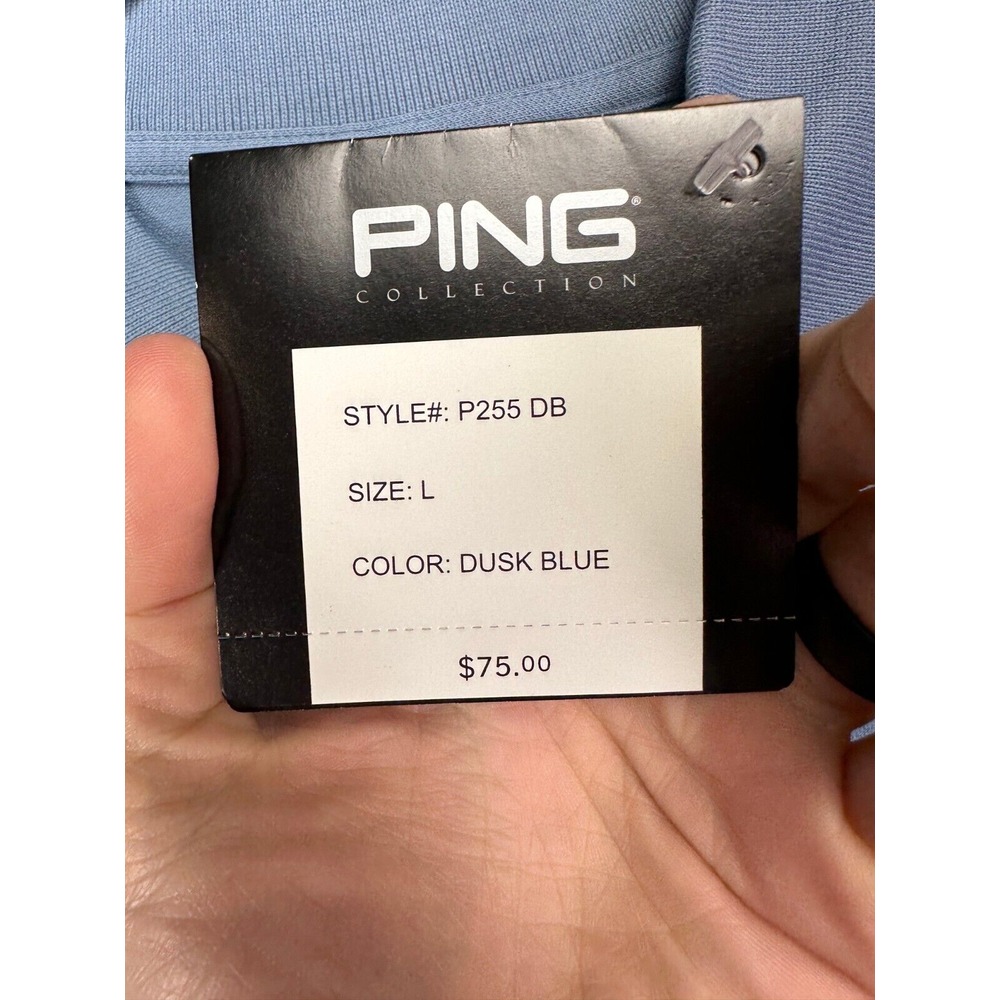 PING®
COLLECTION
STYLE#: P255 DB
SIZE: L
COLOR: DUSK BLUE
$75.00